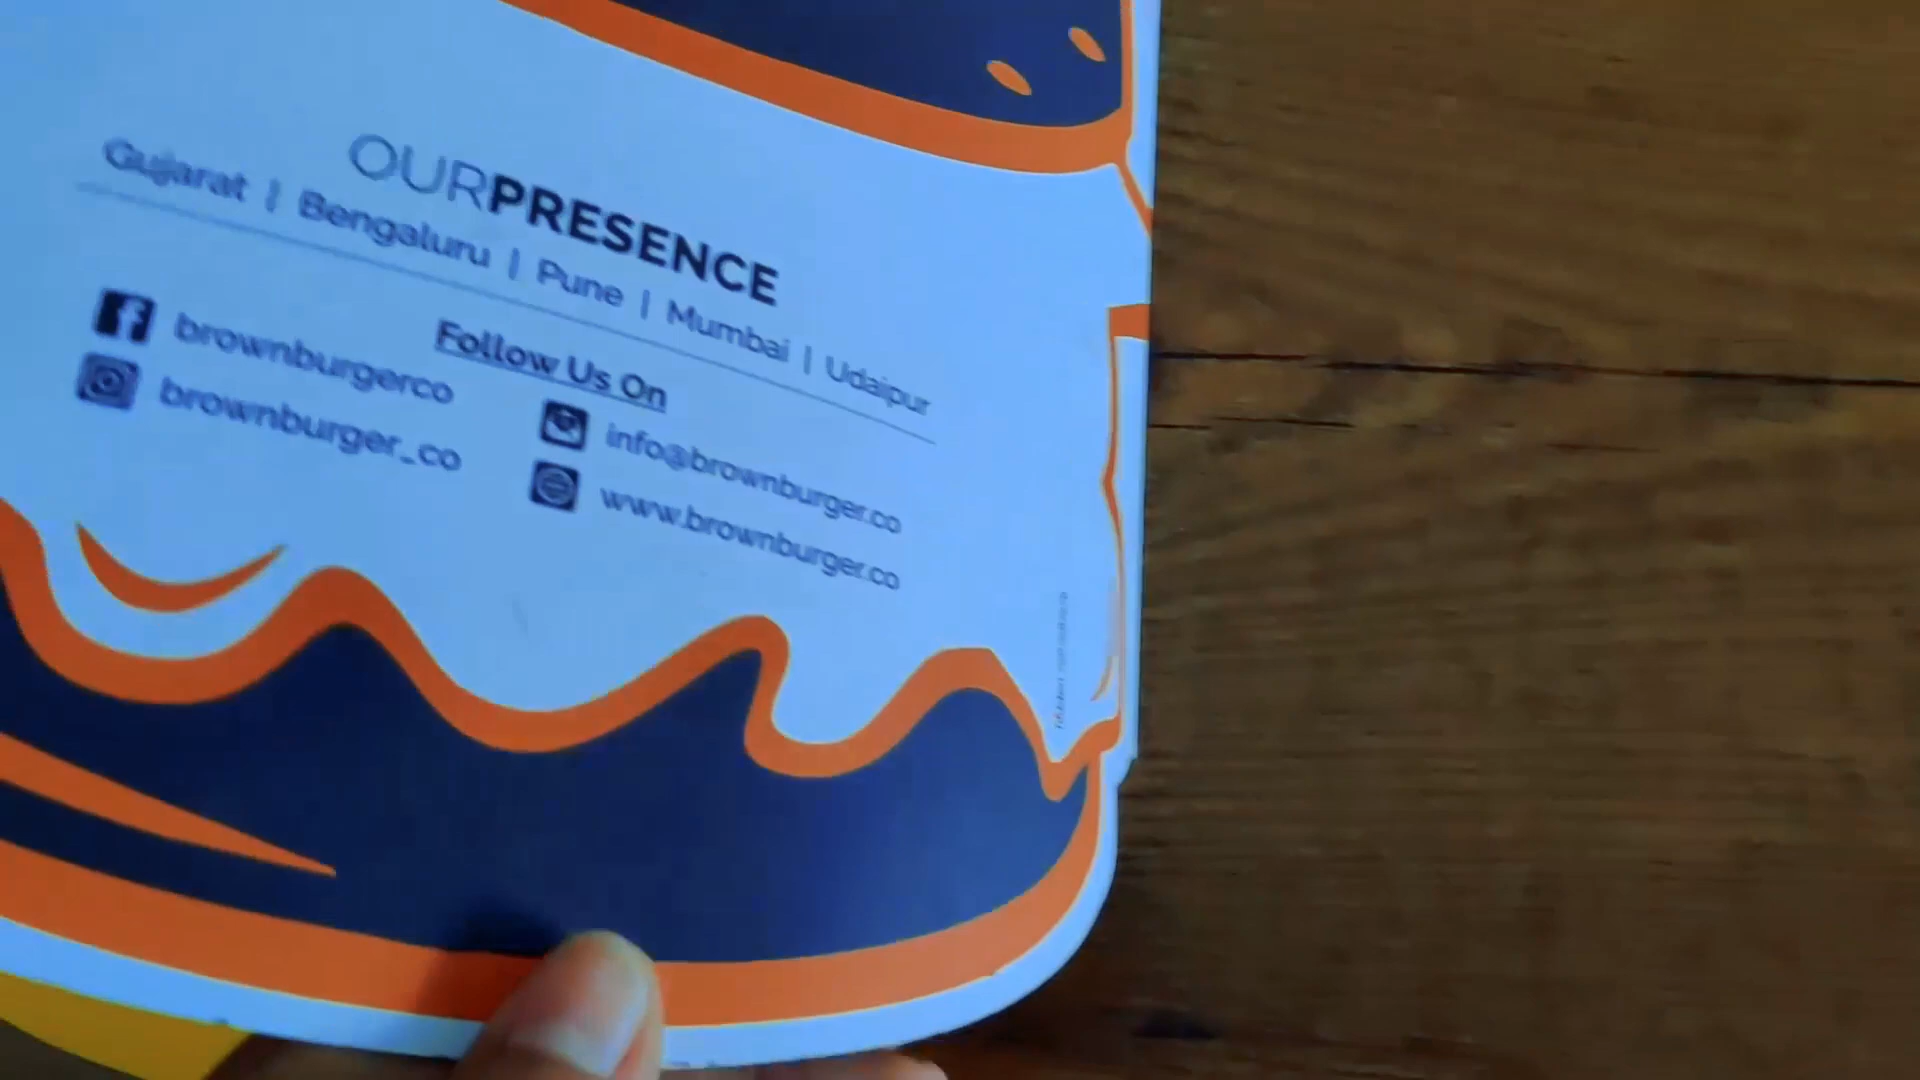 OURPRESENCE
Gujarat | Bengaluru | Pune | Mumbai | Udaipur
Follow Us On
brownburgerco
brownburger_co
info@brownburger.co
www.brownburger.co